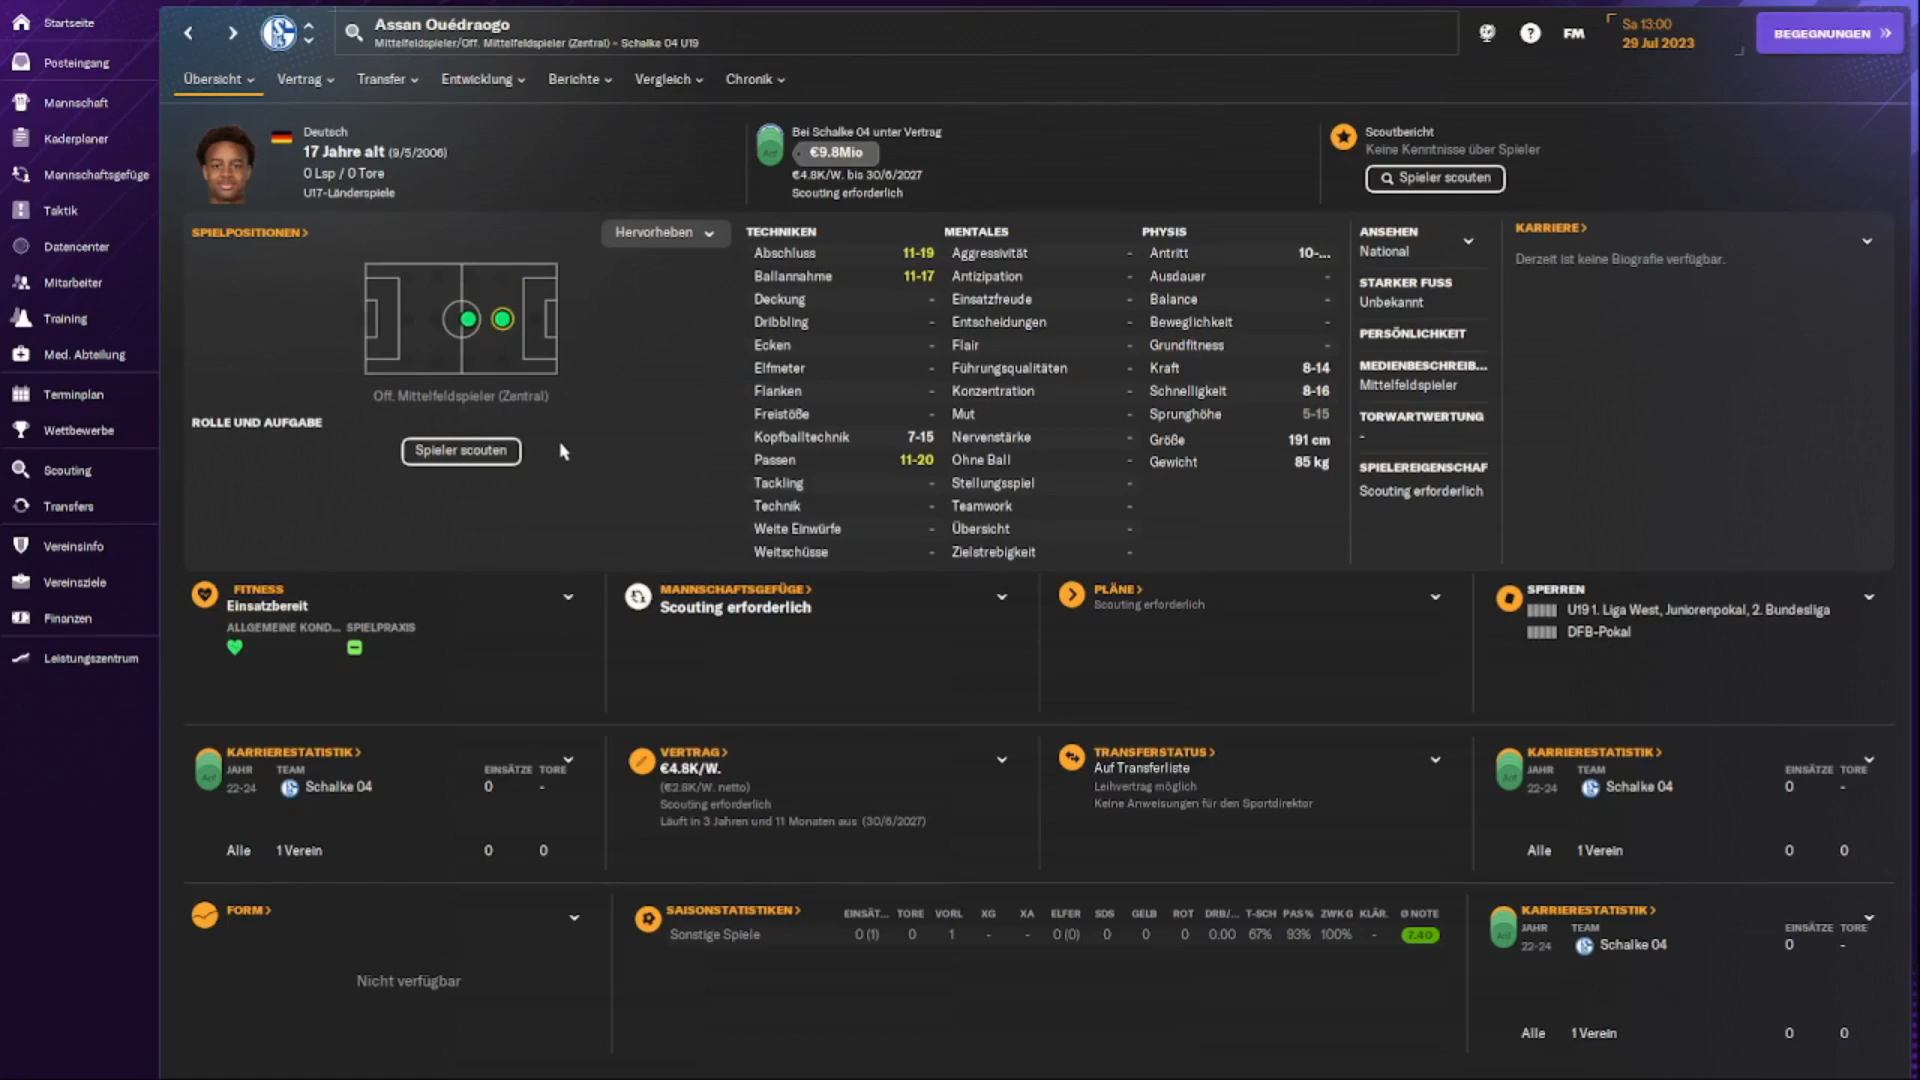 Startseite
Posteingang
Mannschaft
Kaderplaner
Mannschaftsgefüge
Taktik
Datencenter
Mitarbeiter
Training
Med. Abteilung
Terminplan
Wettbewerbe
Scouting
Transfers
Vereinsinfo
Vereinsziele
Finanzen
Leistungszentrum
Assan Ouédraogo
Mittelfeldspieler/Off. Mittelfeldspieler (Zentral) - Schalke 04 U19
FM
Sa 13:00
29 Jul 2023
BEGEGNUNGEN
Übersicht Vertrag Transfer Entwicklung Berichte Vergleich Chronik
Deutsch
17 Jahre alt (9/5/2006)
0 Lsp / 0 Tore
U17-Länderspiele
Bei Schalke 04 unter Vertrag
€9.8Mio
€4.8K/W. bis 30/6/2027
Scouting erforderlich
Scoutbericht
Keine Kenntnisse über Spieler
Spieler scouten
SPIELPOSITIONEN >
Hervorheben
Off. Mittelfeldspieler (Zentral)
ROLLE UND AUFGABE
Spieler scouten
TECHNIKEN
Abschluss 11-19
Ballannahme 11-17
Deckung -
Dribbling -
Ecken -
Elfmeter -
Flanken -
Freistöße -
Kopfballtechnik 7-15
Passen 11-20
Tackling -
Technik -
Weite Einwürfe -
Weitschüsse -
MENTALES
Aggressivität -
Antizipation -
Einsatzfreude -
Entscheidungen -
Flair -
Führungsqualitäten -
Konzentration -
Mut -
Nervenstärke -
Ohne Ball -
Stellungsspiel -
Teamwork -
Übersicht -
Zielstrebigkeit -
PHYSIS
Antritt 10-...
Ausdauer -
Balance -
Beweglichkeit -
Grundfitness -
Kraft 8-14
Schnelligkeit 8-16
Sprunghöhe 5-15
Größe 191 cm
Gewicht 85 kg
ANSEHEN
National
STARKER FUSS
Unbekannt
PERSÖNLICHKEIT
MEDIENBESCHREIB...
Mittelfeldspieler
TORWARTWERTUNG
-
SPIELEREIGENSCHAF
Scouting erforderlich
KARRIERE >
Derzeit ist keine Biografie verfügbar.
FITNESS
Einsatzbereit
ALLGEMEINE KOND... SPIELPRAXIS
MANNSCHAFTSGEFÜGE >
Scouting erforderlich
PLÄNE >
Scouting erforderlich
SPERREN
U19 1. Liga West, Juniorenpokal, 2. Bundesliga
DFB-Pokal
KARRIERESTATISTIK >
JAHR TEAM EINSÄTZE TORE
22-24 Schalke 04 0 -
Alle 1 Verein 0 0
VERTRAG >
€4.8K/W.
(€2.8K/W. netto)
Scouting erforderlich
Läuft in 3 Jahren und 11 Monaten aus (30/6/2027)
TRANSFERSTATUS >
Auf Transferliste
Leihvertrag möglich
Keine Anweisungen für den Sportdirektor
KARRIERESTATISTIK >
JAHR TEAM EINSÄTZE TORE
22-24 Schalke 04 0 -
Alle 1 Verein 0 0
FORM >
Nicht verfügbar
SAISONSTATISTIKEN > EINSÄT... TORE VORL XG XA ELFER SDS GELB ROT DRB/... T-SCH PAS% ZWK G KLÄR. Ø NOTE
Sonstige Spiele 0 (1) 0 1 - - 0 (0) 0 0 0 0.00 67% 93% 100% - 7.40
KARRIERESTATISTIK >
JAHR TEAM EINSÄTZE TORE
22-24 Schalke 04 0 -
Alle 1 Verein 0 0